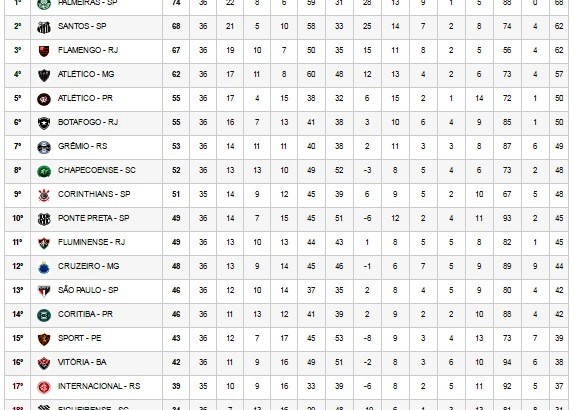 1º PALMEIRAS - SP 74 36 22 8 6 59 31 28 13 9 1 5 88 0 68
2º SANTOS - SP 68 36 21 5 10 58 33 25 14 7 2 8 74 4 62
3º FLAMENGO - RJ 67 36 19 10 7 50 35 15 11 8 2 5 56 4 62
4º ATLÉTICO - MG 62 36 17 11 8 60 48 12 13 4 2 6 73 4 57
5º ATLÉTICO - PR 55 36 17 4 15 38 32 6 15 2 1 14 72 1 50
6º BOTAFOGO - RJ 55 36 16 7 13 41 38 3 10 6 4 9 85 1 50
7º GRÊMIO - RS 53 36 14 11 11 40 38 2 11 3 3 8 87 6 49
8º CHAPECOENSE - SC 52 36 13 13 10 49 52 -3 8 5 4 6 73 2 48
9º CORINTHIANS - SP 51 35 14 9 12 45 39 6 9 5 2 10 67 5 48
10º PONTE PRETA - SP 49 36 14 7 15 45 51 -6 12 2 4 11 93 2 45
11º FLUMINENSE - RJ 49 36 13 10 13 44 43 1 8 5 5 8 82 1 45
12º CRUZEIRO - MG 48 36 13 9 14 45 46 -1 6 7 5 9 89 9 44
13º SÃO PAULO - SP 46 36 12 10 14 37 35 2 8 4 5 9 80 4 42
14º CORITIBA - PR 46 36 11 13 12 41 39 2 9 2 2 10 88 4 42
15º SPORT - PE 43 36 12 7 17 45 53 -8 9 3 4 13 73 7 39
16º VITÓRIA - BA 42 36 11 9 16 49 51 -2 8 3 6 10 94 6 38
17º INTERNACIONAL - RS 39 35 10 9 16 33 39 -6 8 2 5 11 92 5 37
18º FIGUEIRENSE - SC 34 36